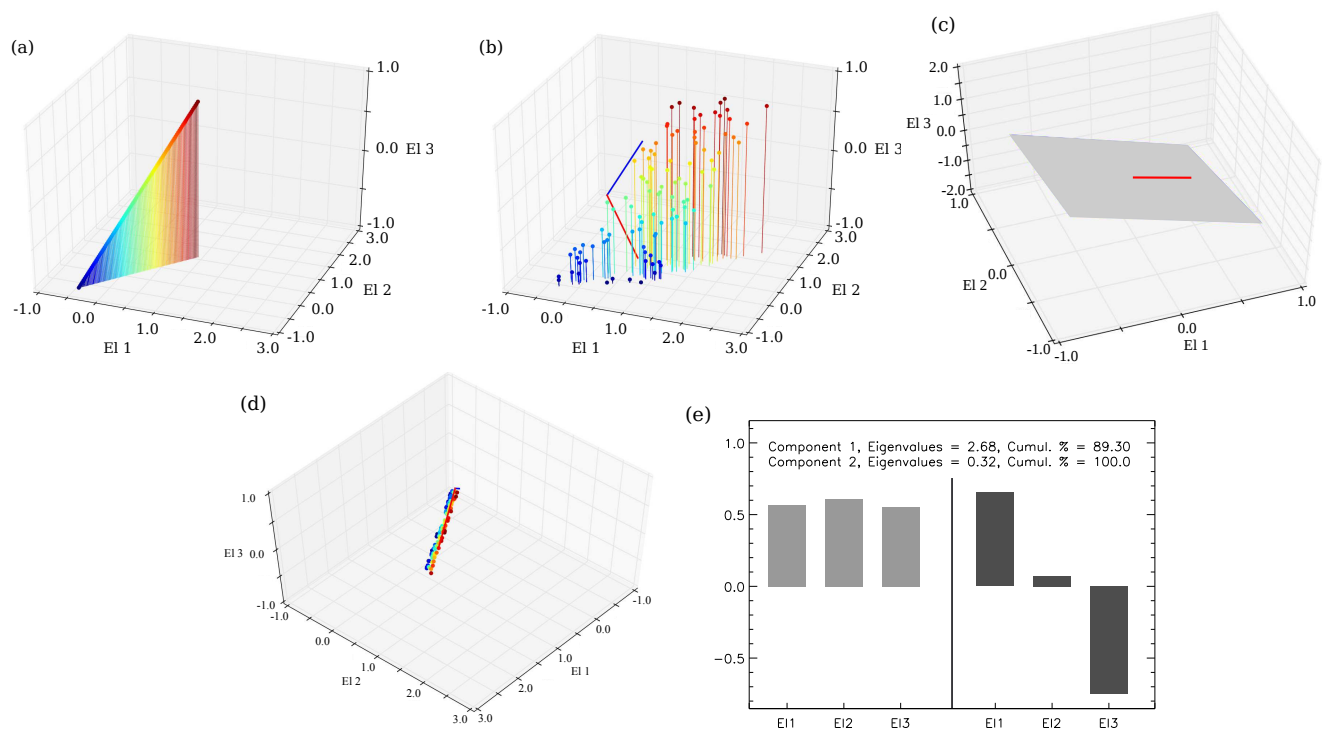 (a)
1.0
0.0
El 3
-1.0
3.0
2.0
1.0
El 2
0.0
-1.0
-1.0
0.0
1.0
2.0
3.0
El 1
(b)
1.0
0.0
El 3
-1.0
3.0
2.0
1.0
El 2
0.0
-1.0
-1.0
0.0
1.0
2.0
3.0
El 1
(c)
2.0
1.0
El 3
0.0
-1.0
-2.0
1.0
0.0
El 2
-1.0
-1.0
0.0
1.0
El 1
(d)
1.0
El 3 0.0
-1.0
-1.0
0.0
1.0
El 2
2.0
3.0
3.0
2.0
1.0
El 1
0.0
-1.0
(e)
1.0
0.5
0.0
−0.5
Component 1, Eigenvalues = 2.68, Cumul. % = 89.30
Component 2, Eigenvalues = 0.32, Cumul. % = 100.0
El1 El2 El3 El1 El2 El3